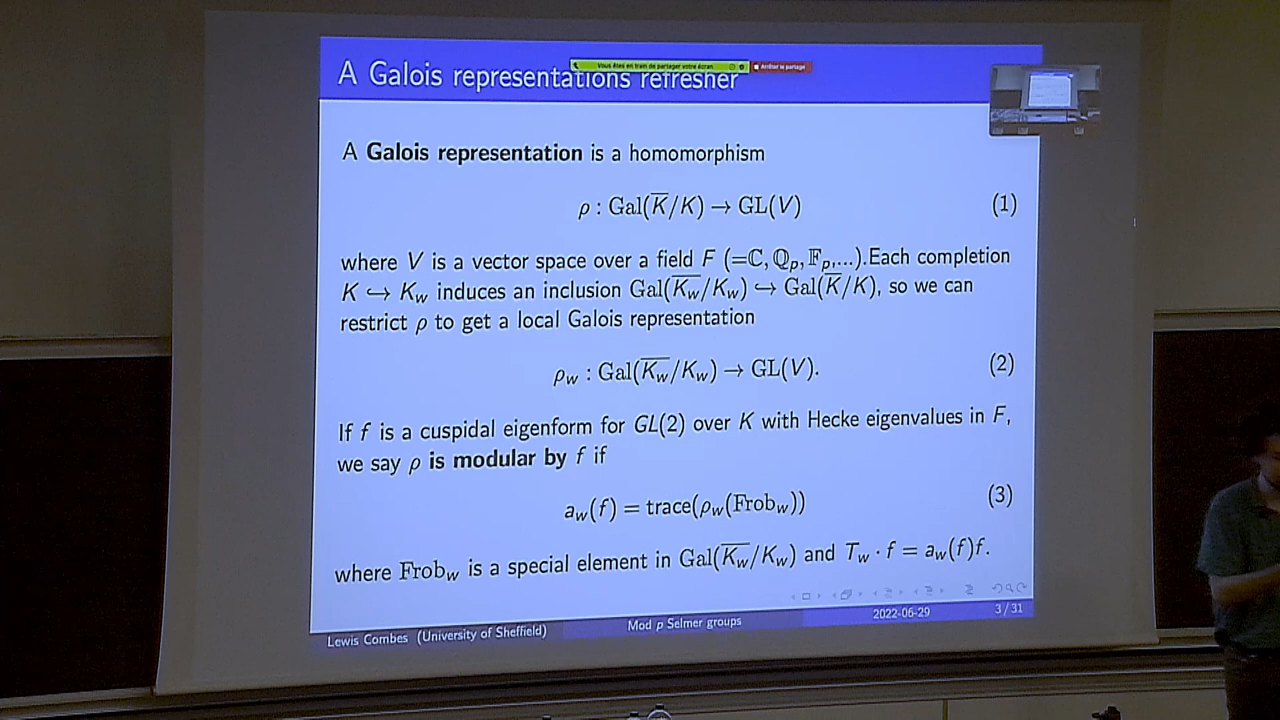 A Galois representations refresher
Vous êtes en train de partager votre écran
Arrêter le partage
A Galois representation is a homomorphism
ρ : Gal(K̅/K) → GL(V) (1)
where V is a vector space over a field F (=ℂ, ℚₚ, 𝔽ₚ,...).Each completion
K ↪ K_w induces an inclusion Gal(K̅_w̅/K_w) ↪ Gal(K̅/K), so we can
restrict ρ to get a local Galois representation
ρ_w : Gal(K̅_w̅/K_w) → GL(V). (2)
If f is a cuspidal eigenform for GL(2) over K with Hecke eigenvalues in F,
we say ρ is modular by f if
a_w(f) = trace(ρ_w(Frob_w)) (3)
where Frob_w is a special element in Gal(K̅_w̅/K_w) and T_w · f = a_w(f)f.
Lewis Combes (University of Sheffield) Mod p Selmer groups 2022-06-29 3 / 31